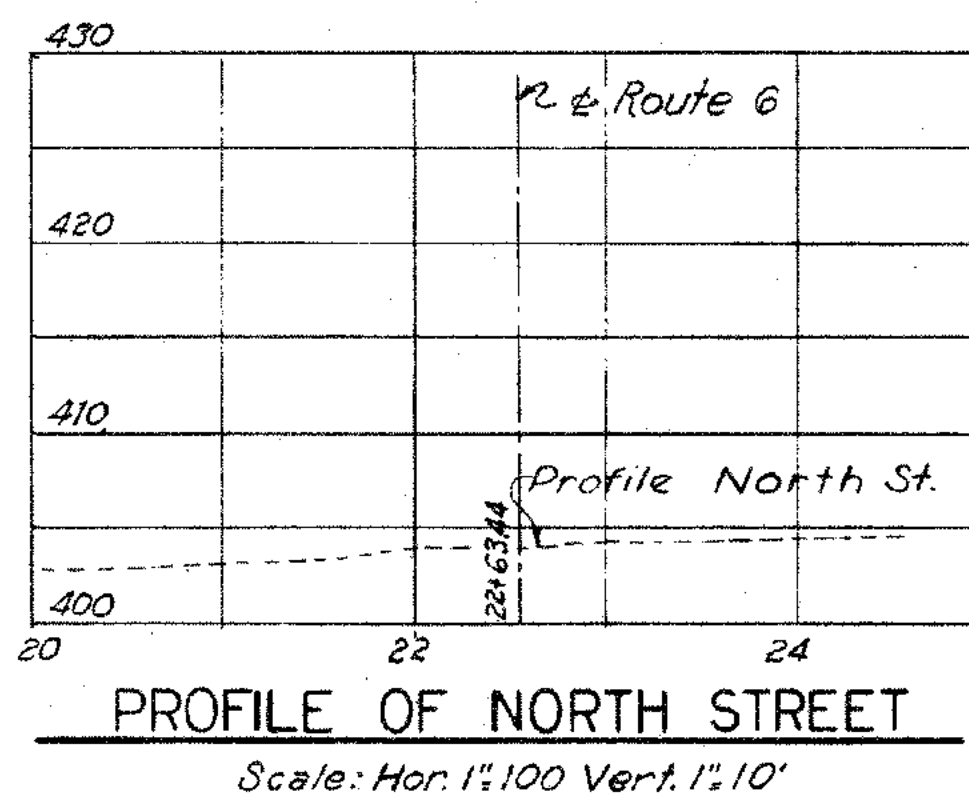 430
℄ Route 6
420
410
Profile North St.
22+63.44
400
20 22 24
PROFILE OF NORTH STREET
Scale: Hor. 1"=100 Vert. 1"=10'